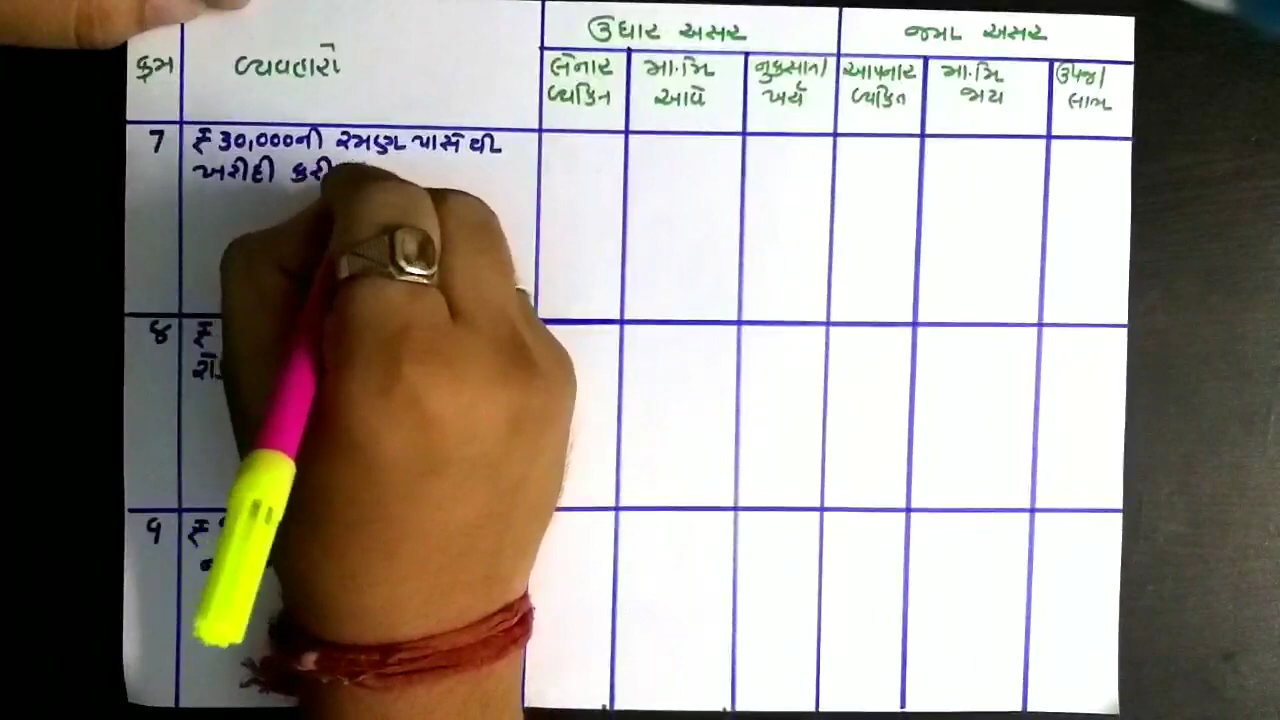 ઉધાર અસર જમા અસર
ક્રમ વ્યવહારો લેનાર વ્યકિત મા.મિ આવે નુકસાન/ ખર્ચ આપનાર વ્યકિત મા.મિ જાય ઉપજ/ લાભ
7 ₹ 30,000ની રમણ પાસેથી
ખરીદી કરી
8 ₹
9 ₹